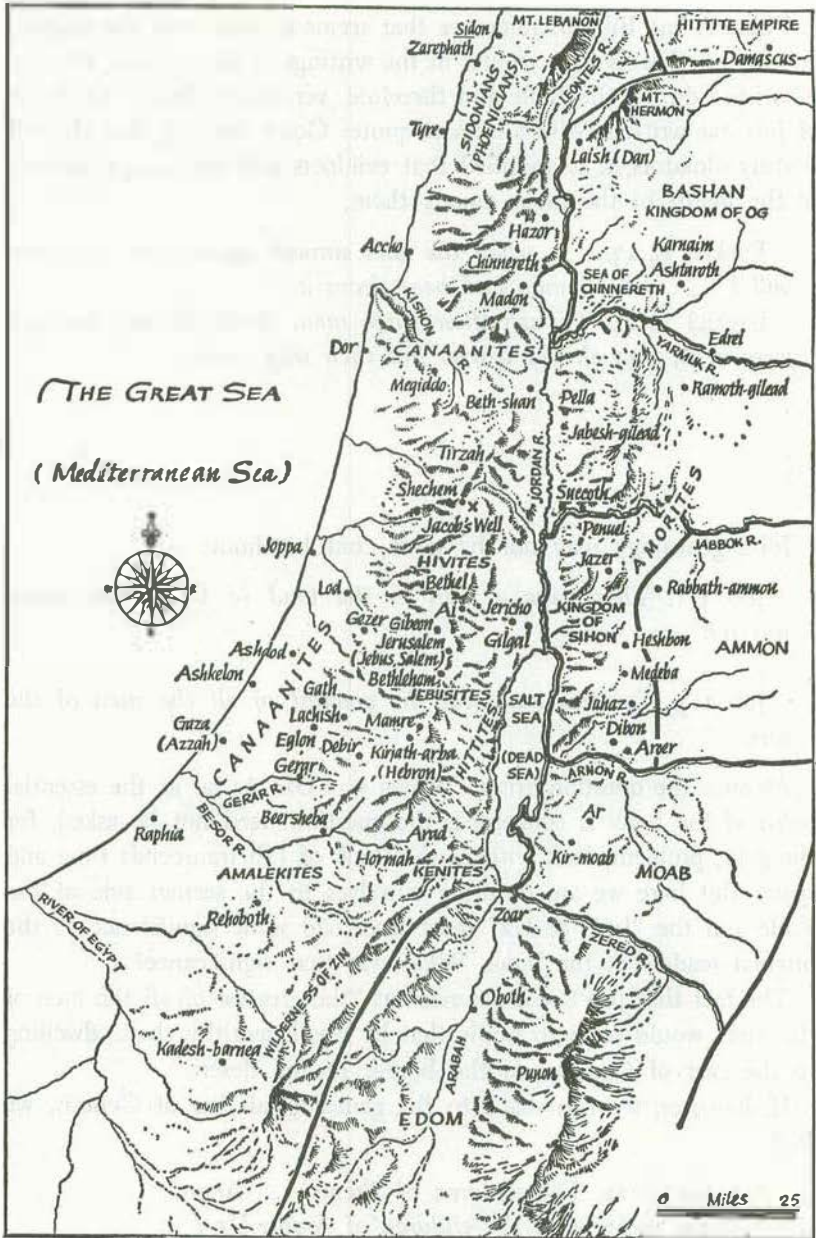 MT. LEBANON
HITTITE EMPIRE
Sidon
Zarephath
Damascus
LEONTES R.
SIDONIANS
(PHOENICIANS)
MT.
HERMON
Tyre
Laish (Dan)
BASHAN
KINGDOM OF OG
Hazor
Accho
Karnaim
Chinnereth
Ashtaroth
SEA OF
CHINNERETH
Madon
KISHON
R.
Dor
CANAANITES
Edrei
YARMUK R.
THE GREAT SEA
Megiddo
Beth-shan
Pella
Ramoth-gilead
Jabesh-gilead
(Mediterranean Sea)
Tirzah
JORDAN R.
Shechem
Succoth
Jacob's Well
Penuel
AMORITES
JABBOK R.
Joppa
HIVITES
Jazer
Bethel
Lod
Ai
Jericho
KINGDOM
OF
SIHON
Rabbath-ammon
Gezer
Gibeon
Gilgal
Jerusalem
(Jebus, Salem)
Heshbon
Ashdod
AMMON
Bethlehem
Medeba
Ashkelon
CANAANITES
JEBUSITES
Gath
SALT
SEA
Jahaz
Lachish
Mamre
Dibon
Gaza
(Azzah)
Eglon
Debir
Kirjath-arba
(Hebron)
HITTITES
(DEAD
SEA)
Aroer
Gerar
ARNON R.
GERAR R.
Ar
Beersheba
BESOR R.
Raphia
Arad
Kir-moab
Hormah
AMALEKITES
KENITES
MOAB
Zoar
Rehoboth
RIVER OF EGYPT
ZERED R.
WILDERNESS OF ZIN
Oboth
Kadesh-barnea
ARABAH
Punon
EDOM
0 Miles 25